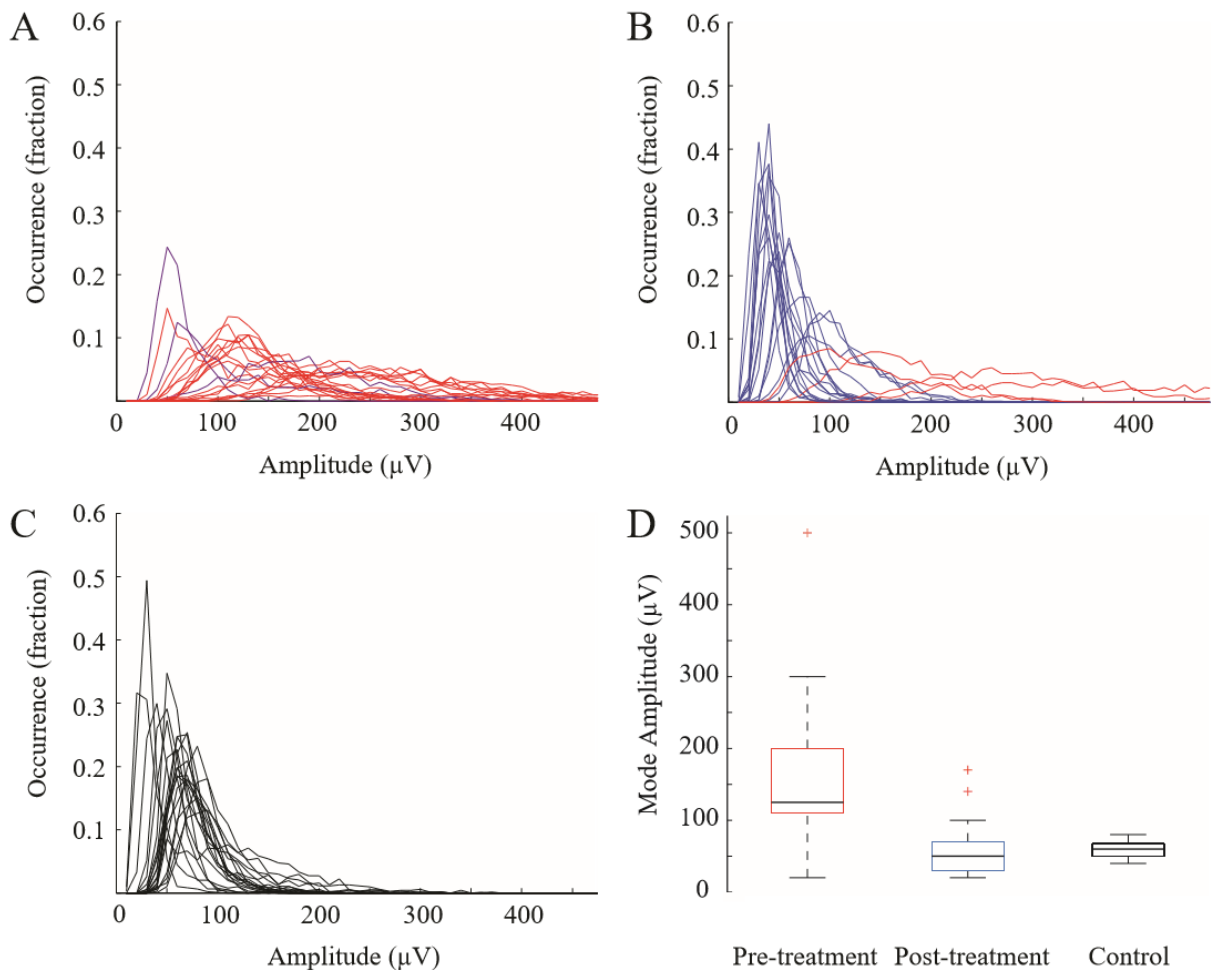 A
0.6
0.5
0.4
0.3
0.2
0.1
Occurrence (fraction)
0 100 200 300 400
Amplitude (µV)
B
0.6
0.5
0.4
0.3
0.2
0.1
Occurrence (fraction)
0 100 200 300 400
Amplitude (µV)
C
0.6
0.5
0.4
0.3
0.2
0.1
Occurrence (fraction)
0 100 200 300 400
Amplitude (µV)
D
500
400
300
200
100
0
Mode Amplitude (µV)
Pre-treatment Post-treatment Control